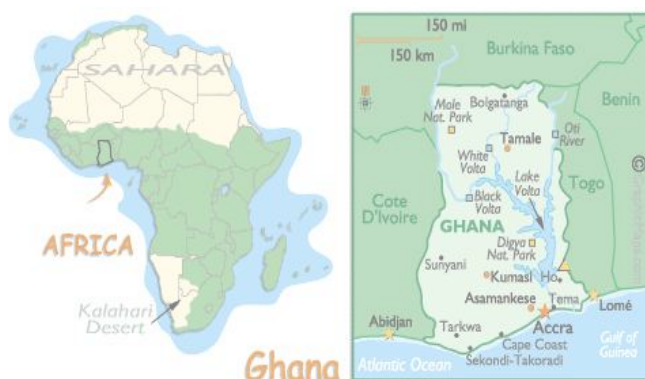 SAHARA
AFRICA
Kalahari
Desert
Ghana
150 mi
150 km
Burkina Faso
Benin
Bolgatanga
Mole
Nat. Park
Tamale
Oti
River
White
Volta
Lake
Volta
Togo
Black
Volta
Cote
D'Ivoire
GHANA
Digya
Nat. Park
Sunyani
Kumasi
Ho
Asamankese
Tema
Lomé
Accra
Abidjan
Tarkwa
Cape Coast
Sekondi-Takoradi
Gulf of
Guinea
Atlantic Ocean